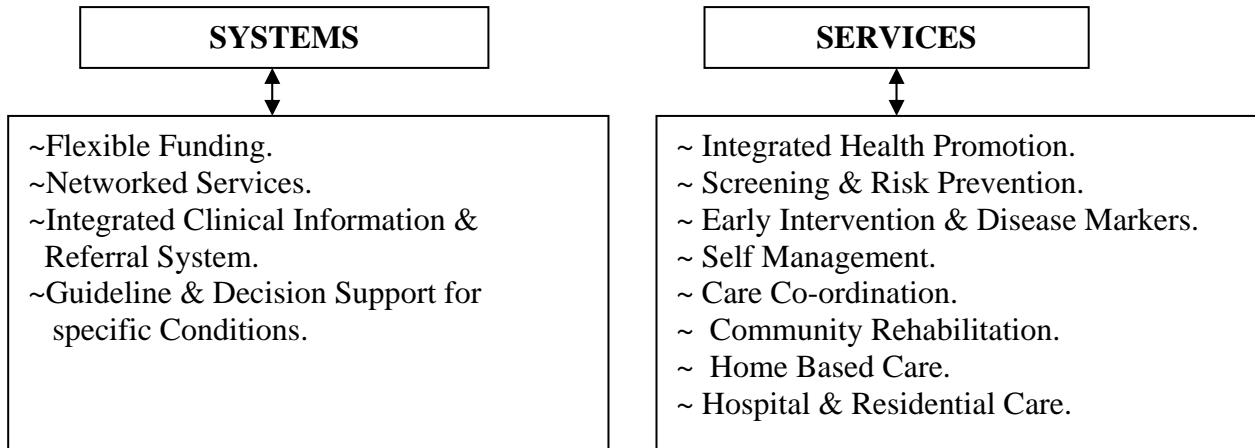 SYSTEMS
~Flexible Funding.
~Networked Services.
~Integrated Clinical Information &
Referral System.
~Guideline & Decision Support for
specific Conditions.
SERVICES
~ Integrated Health Promotion.
~ Screening & Risk Prevention.
~ Early Intervention & Disease Markers.
~ Self Management.
~ Care Co-ordination.
~ Community Rehabilitation.
~ Home Based Care.
~ Hospital & Residential Care.